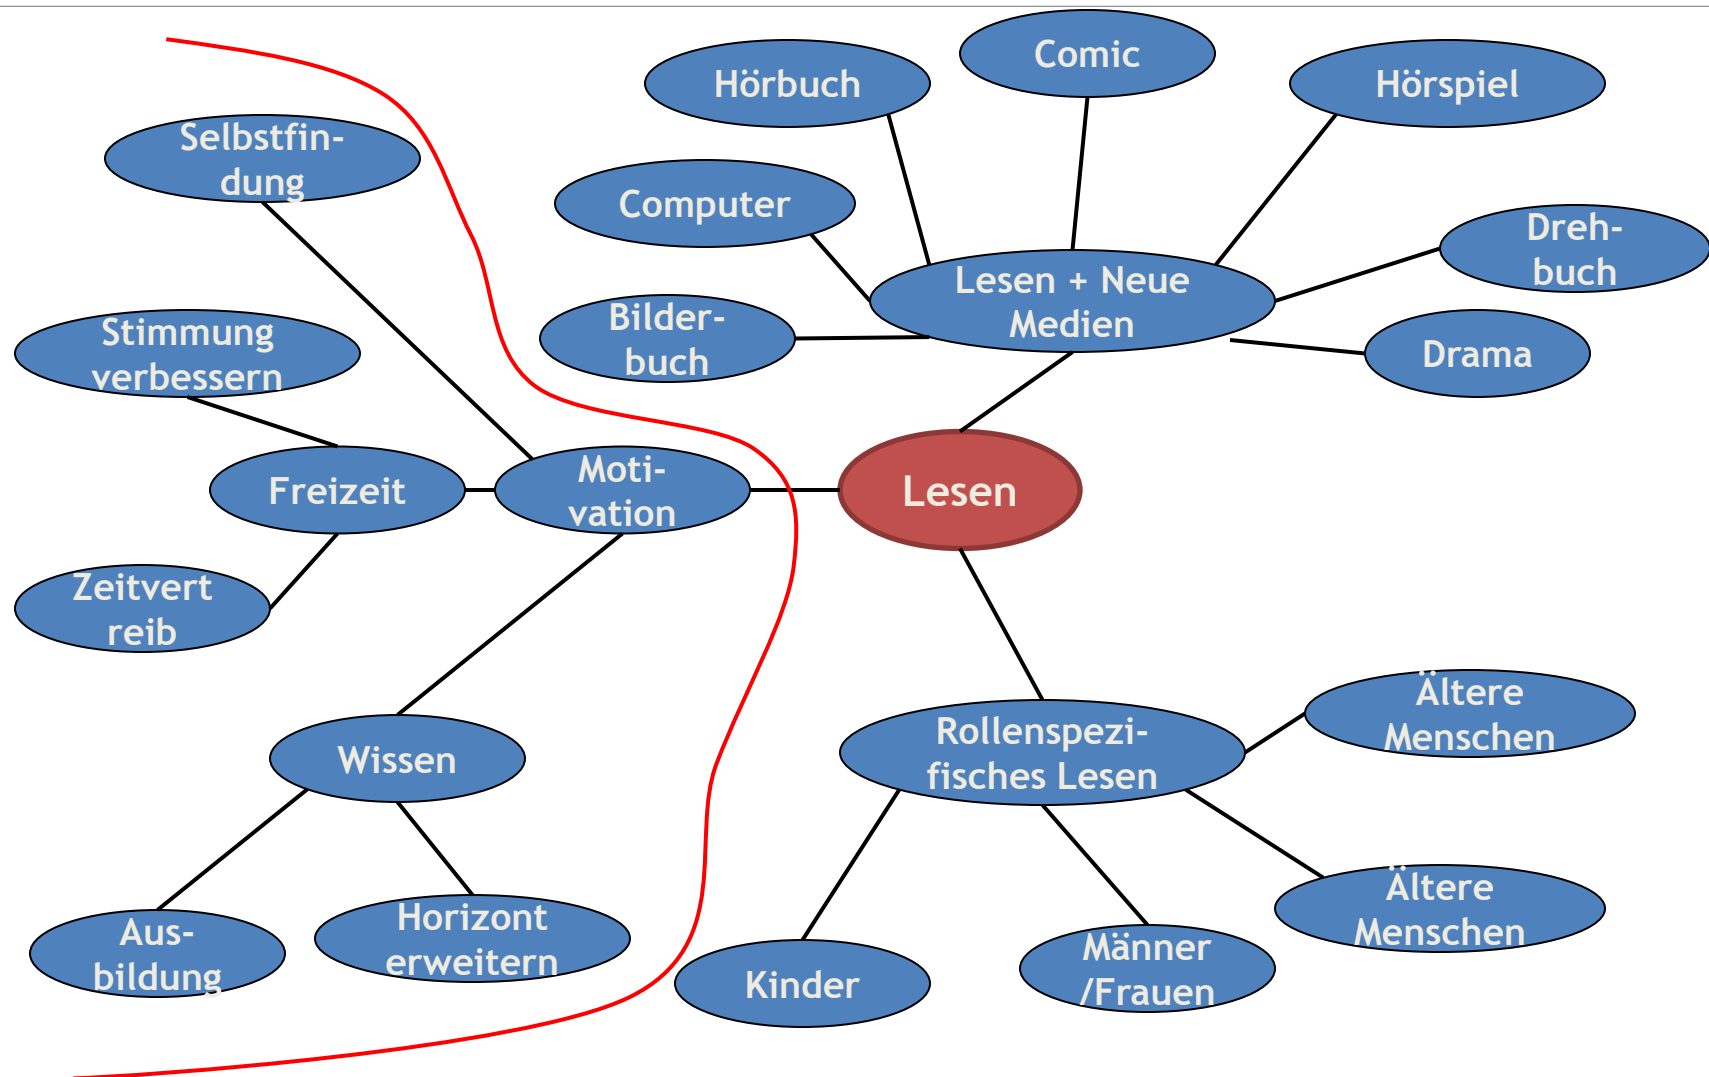 Comic
Hörbuch
Hörspiel
Selbstfin-
dung
Computer
Dreh-
buch
Lesen + Neue
Medien
Stimmung
verbessern
Bilder-
buch
Drama
Freizeit
Moti-
vation
Lesen
Zeitvert
reib
Wissen
Rollenspezi-
fisches Lesen
Ältere
Menschen
Ältere
Menschen
Aus-
bildung
Horizont
erweitern
Kinder
Männer
/Frauen